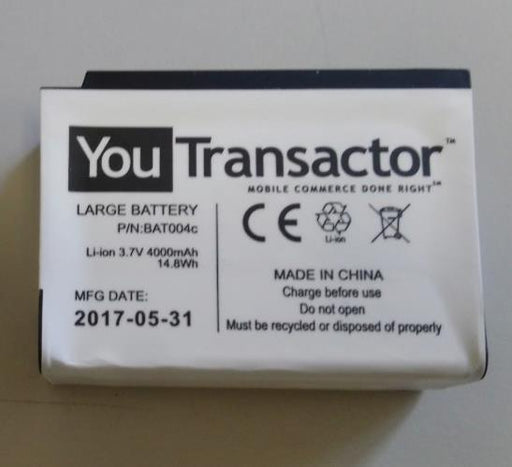 YouTransactor™
MOBILE COMMERCE DONE RIGHT™
LARGE BATTERY
P/N:BAT004c
Li-ion 3.7V 4000mAh
14.8Wh
MFG DATE:
2017-05-31
CE
Li-ion
MADE IN CHINA
Charge before use
Do not open
Must be recycled or disposed of properly